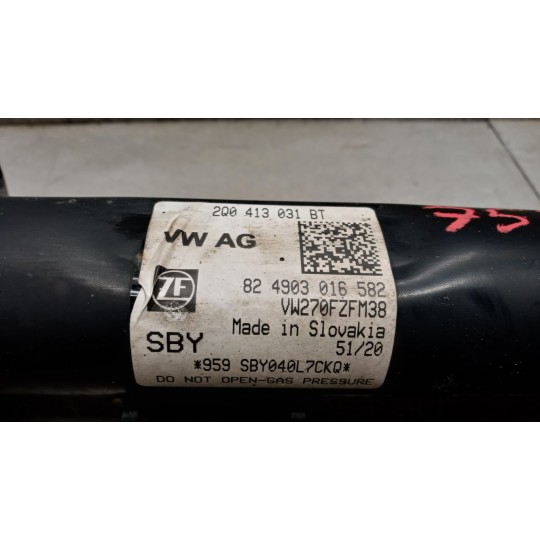 2Q0 413 031 BT
VW AG
75
ZF
82 4903 016 582
VW270FZFM38
Made in Slovakia
SBY
51/20
*959 SBY040L7CKQ*
DO NOT OPEN-GAS PRESSURE